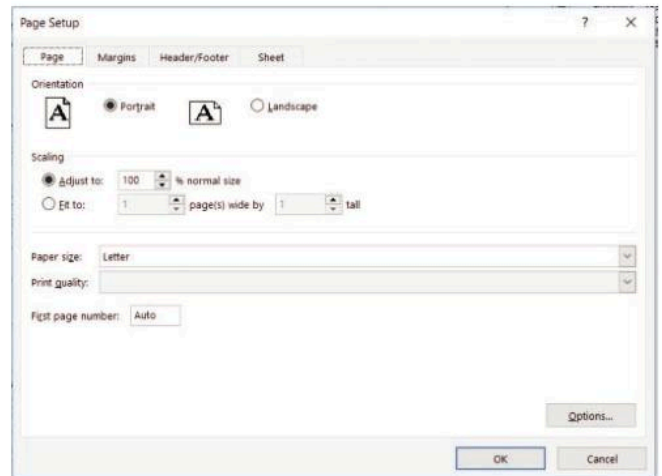 Page Setup ? ×
Page Margins Header/Footer Sheet
Orientation
A Portrait A Landscape
Scaling
Adjust to: 100 % normal size
Fit to: 1 page(s) wide by 1 tall
Paper size: Letter
Print quality:
First page number: Auto
Options...
OK Cancel